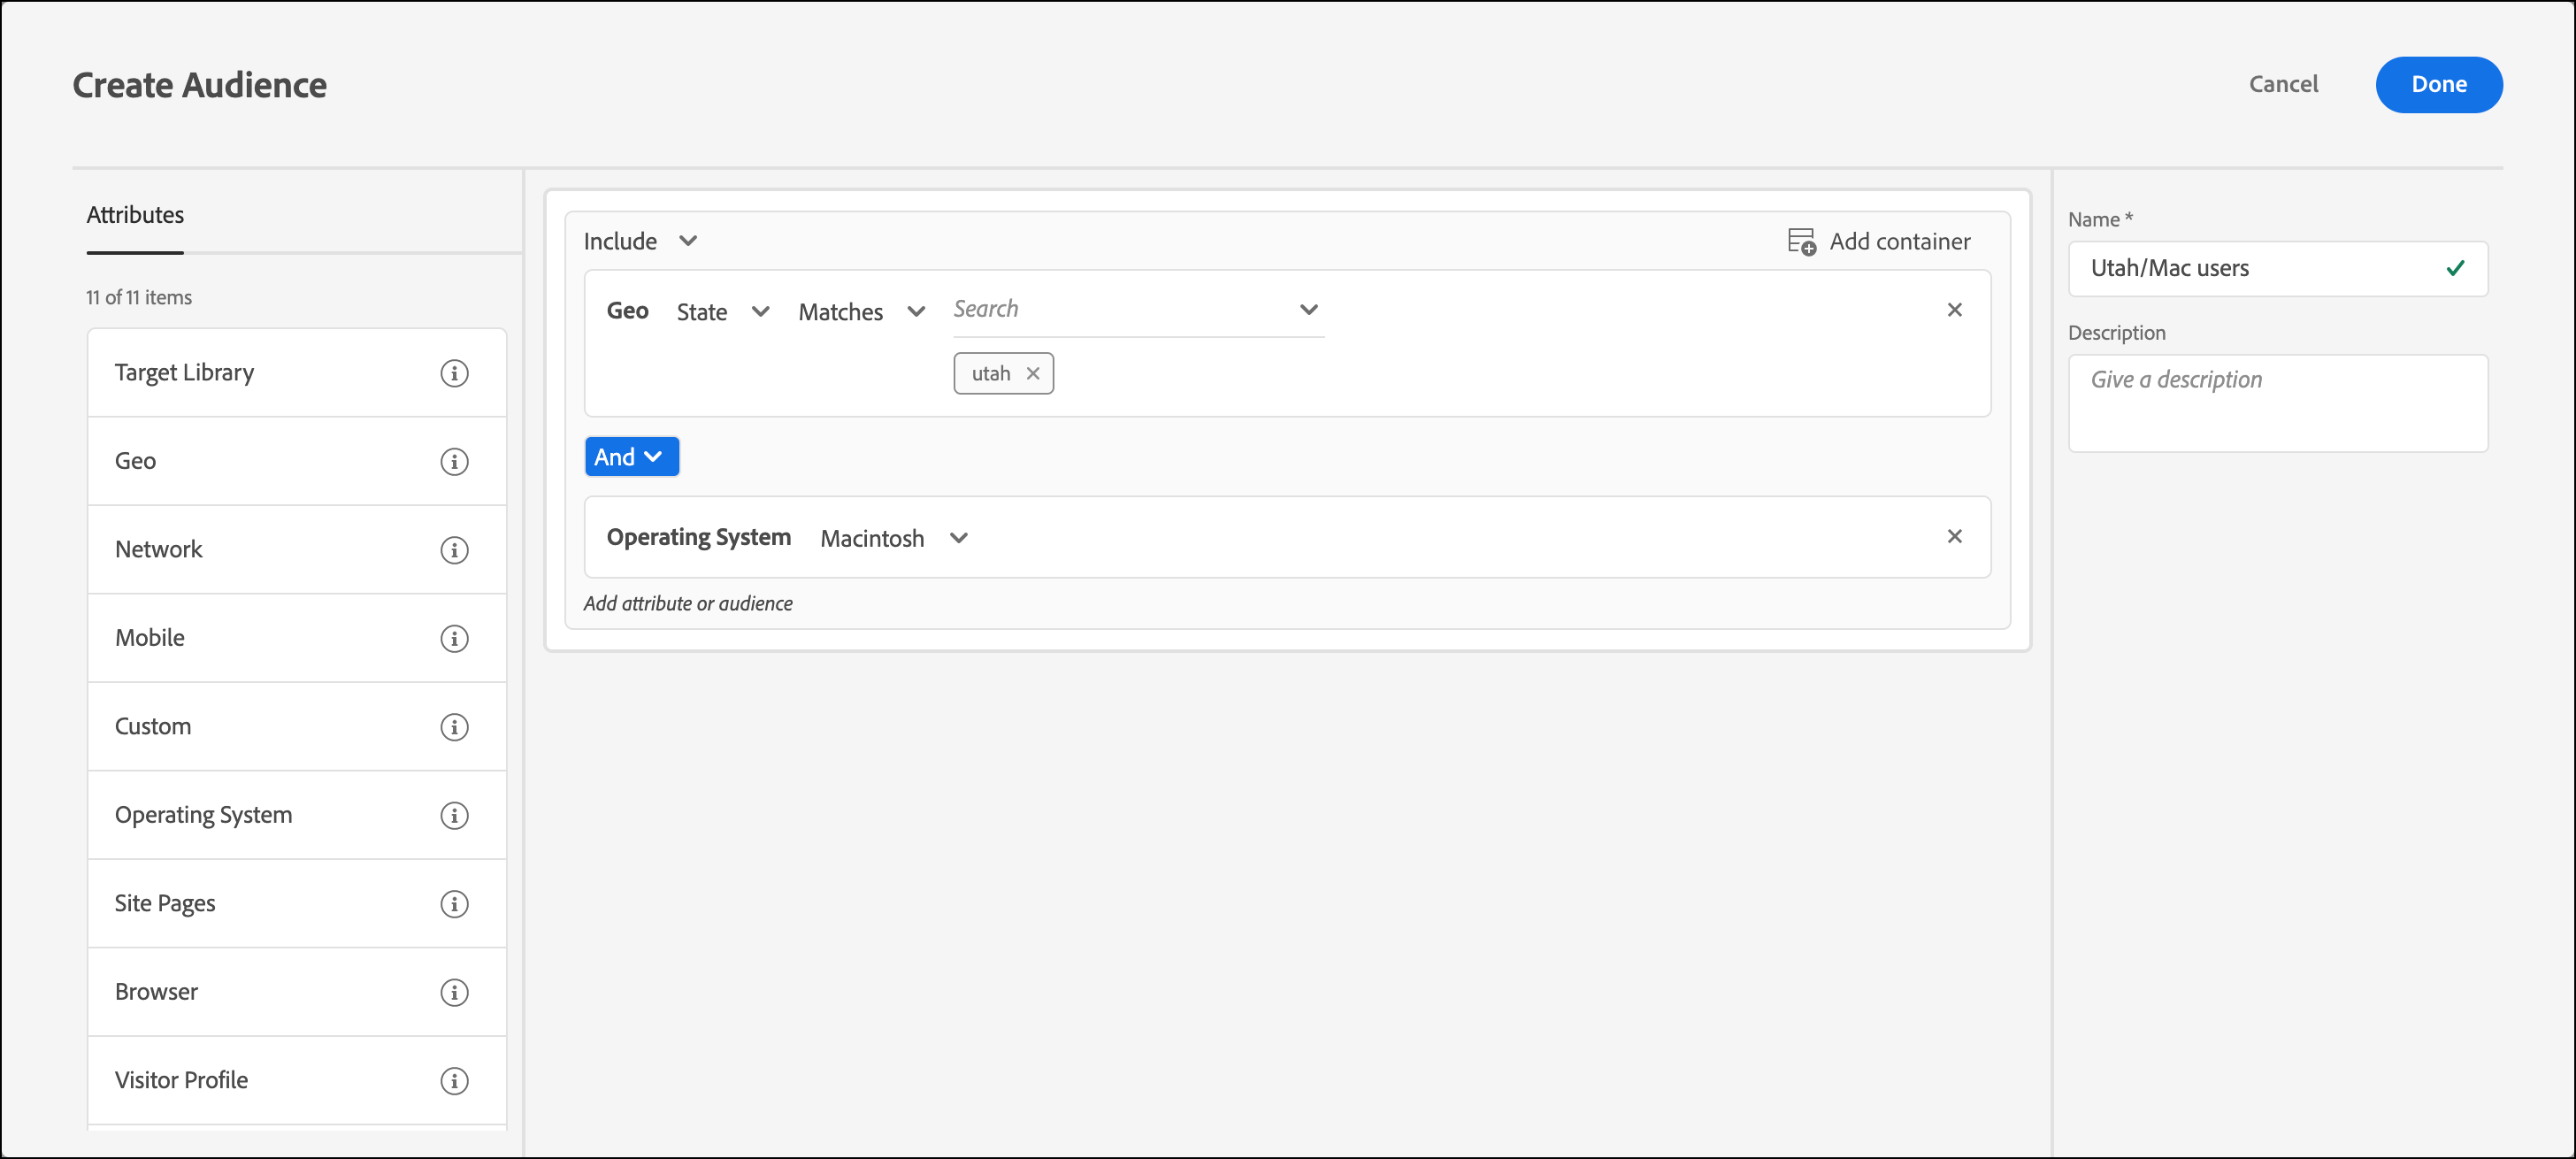 Create Audience
Cancel
Done
Attributes
11 of 11 items
Target Library
Geo
Network
Mobile
Custom
Operating System
Site Pages
Browser
Visitor Profile
Include
Add container
Geo State Matches Search
utah
And
Operating System Macintosh
Add attribute or audience
Name *
Utah/Mac users
Description
Give a description